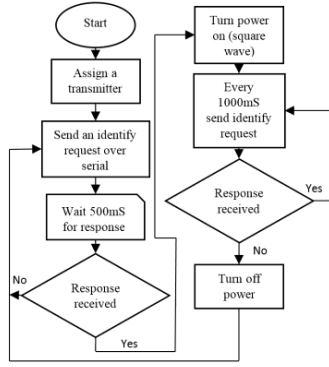 Start
Assign a
transmitter
Send an identify
request over
serial
Wait 500mS
for response
No
Response
received
Yes
Turn power
on (square
wave)
Every
1000mS
send identify
request
Response
received
Yes
No
Turn off
power